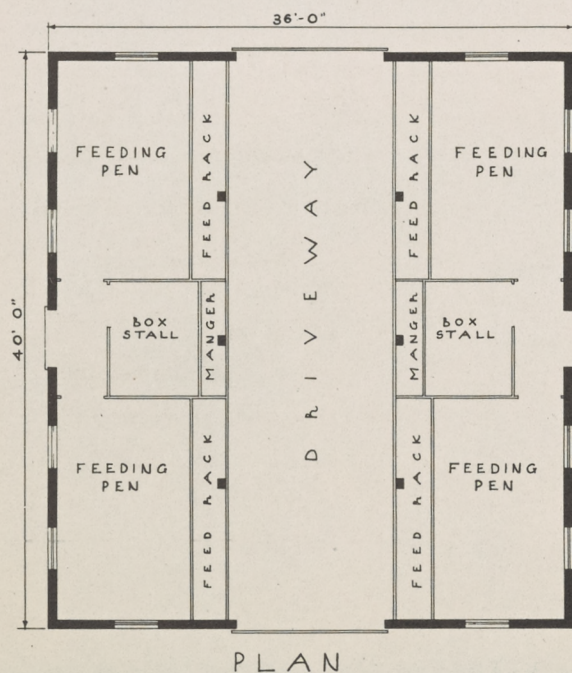 36'-0"
40' 0"
FEEDING
PEN
FEED RACK
DRIVEWAY
FEED RACK
FEEDING
PEN
BOX
STALL
MANGER
MANGER
BOX
STALL
FEEDING
PEN
FEED RACK
FEED RACK
FEEDING
PEN
PLAN